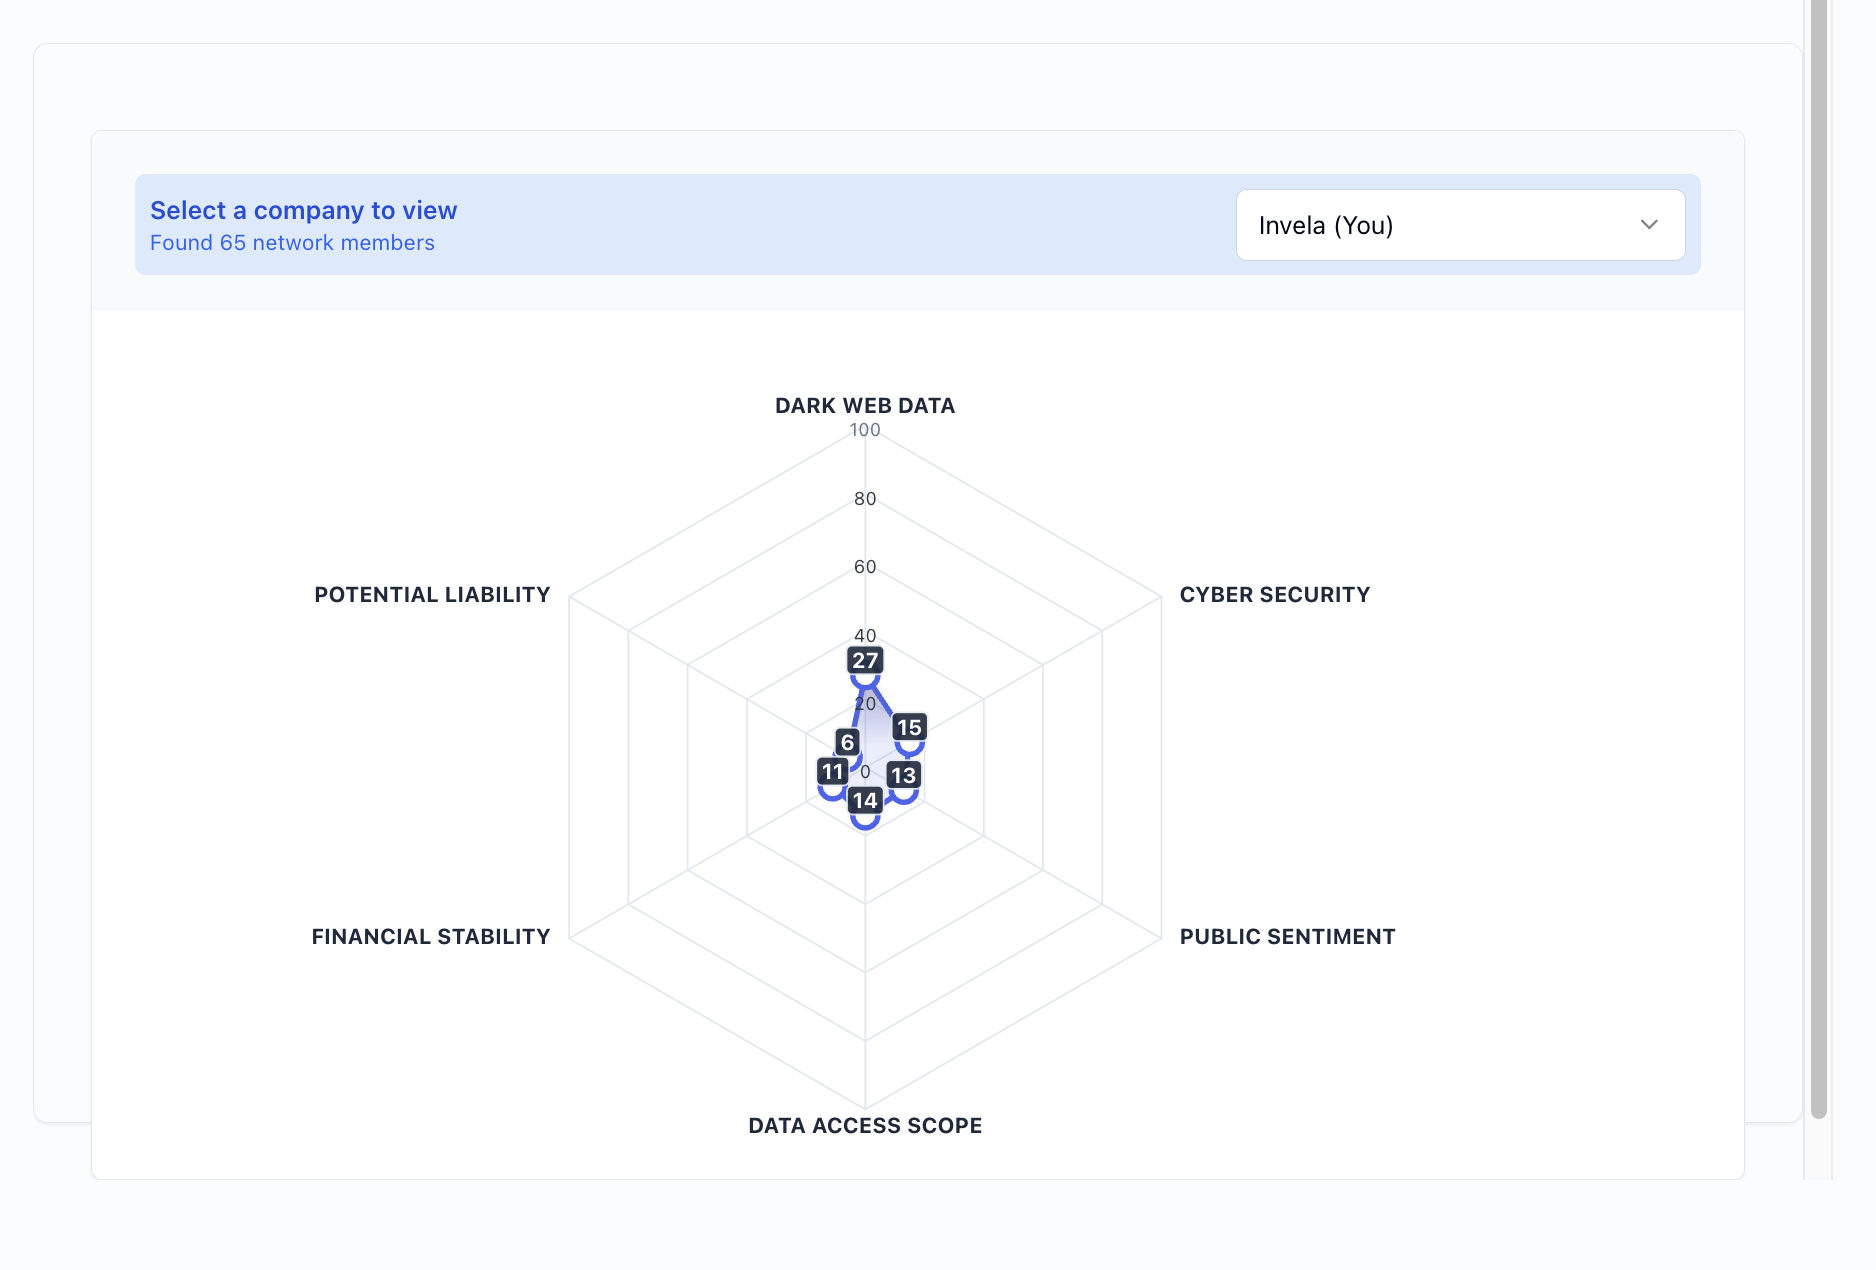 Select a company to view
Found 65 network members
Invela (You)
DARK WEB DATA
100
80
60
40
27
20
15
6
11
0
13
14
POTENTIAL LIABILITY
CYBER SECURITY
FINANCIAL STABILITY
PUBLIC SENTIMENT
DATA ACCESS SCOPE